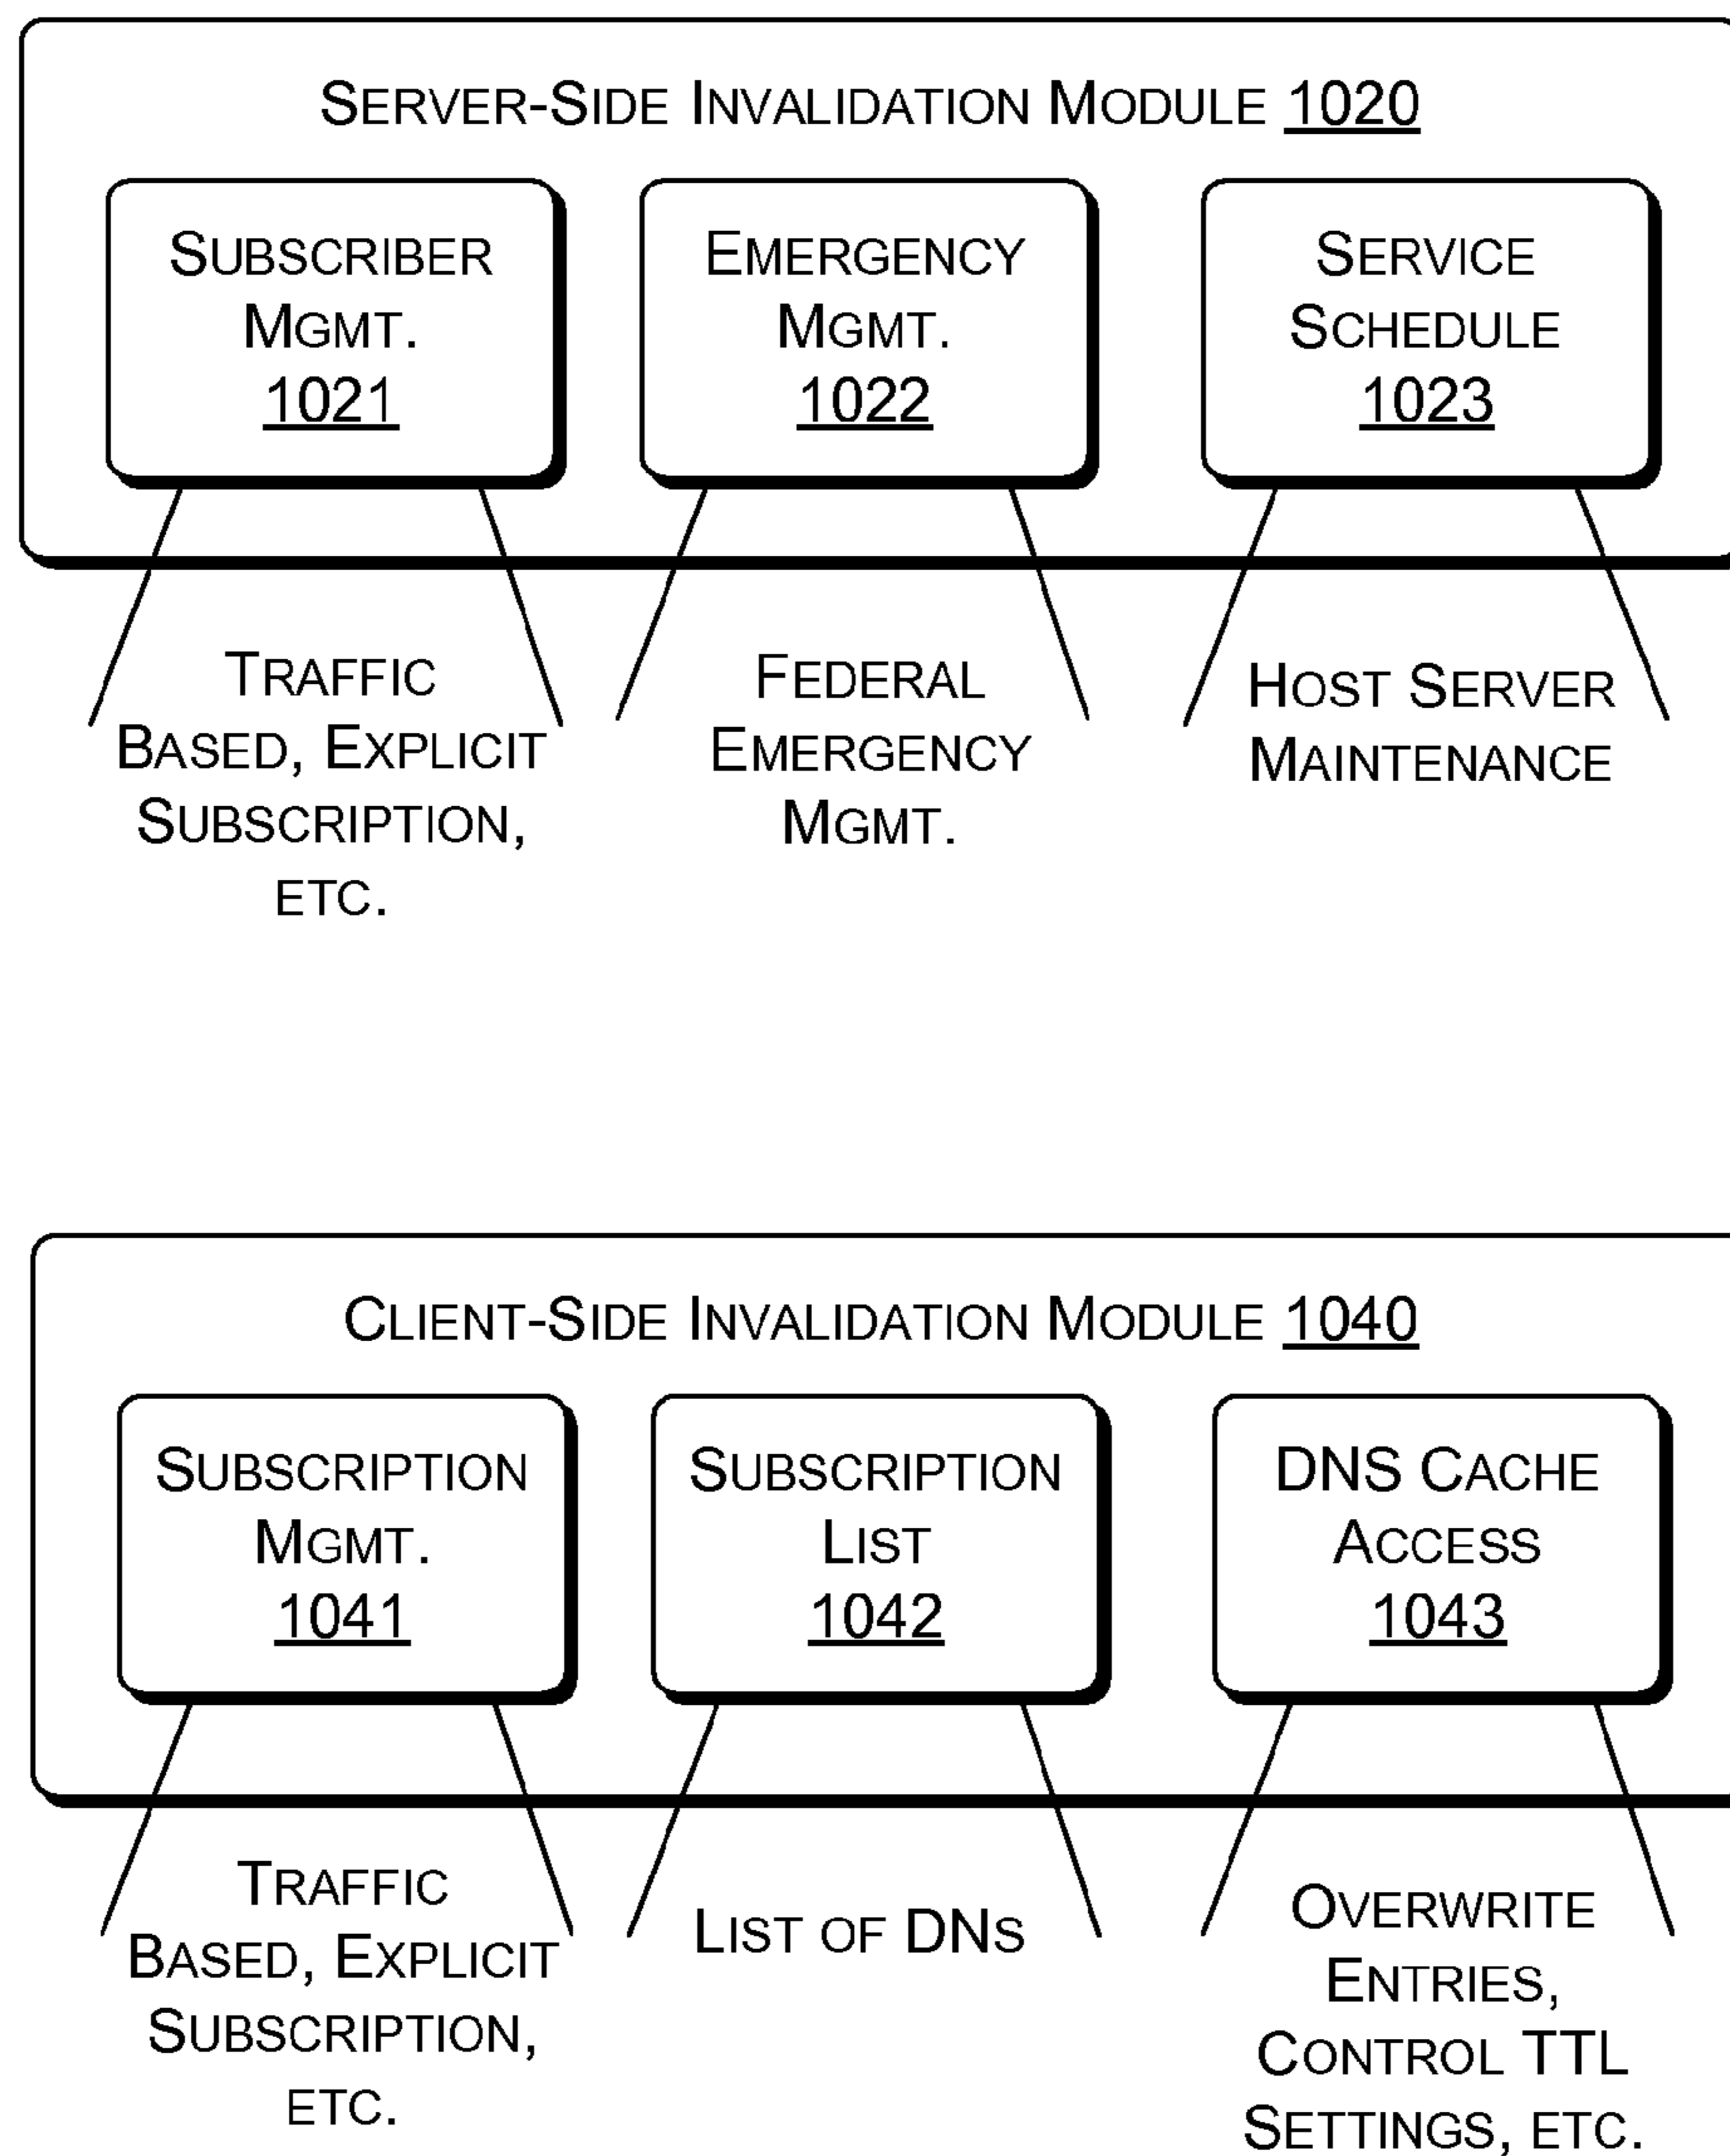 SERVER-SIDE INVALIDATION MODULE 1020
SUBSCRIBER
MGMT.
1021
EMERGENCY
MGMT.
1022
SERVICE
SCHEDULE
1023
TRAFFIC
BASED, EXPLICIT
SUBSCRIPTION,
ETC.
FEDERAL
EMERGENCY
MGMT.
HOST SERVER
MAINTENANCE
CLIENT-SIDE INVALIDATION MODULE 1040
SUBSCRIPTION
MGMT.
1041
SUBSCRIPTION
LIST
1042
DNS CACHE
ACCESS
1043
TRAFFIC
BASED, EXPLICIT
SUBSCRIPTION,
ETC.
LIST OF DNS
OVERWRITE
ENTRIES,
CONTROL TTL
SETTINGS, ETC.